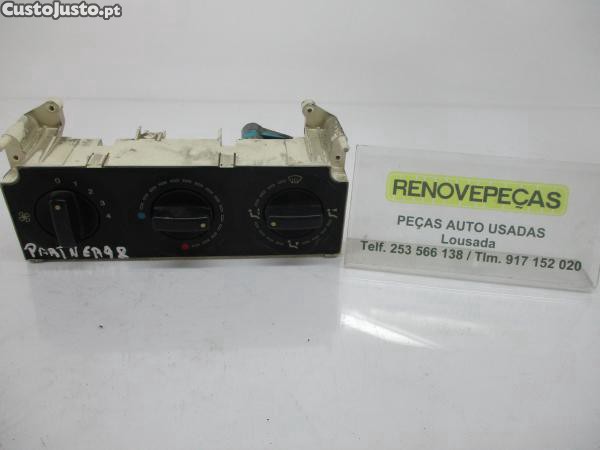 CustoJusto.pt
0
1
2
3
4
PARTNER98
RENOVEPEÇAS
PEÇAS AUTO USADAS
Lousada
Telf. 253 566 138 / Tlm. 917 152 020